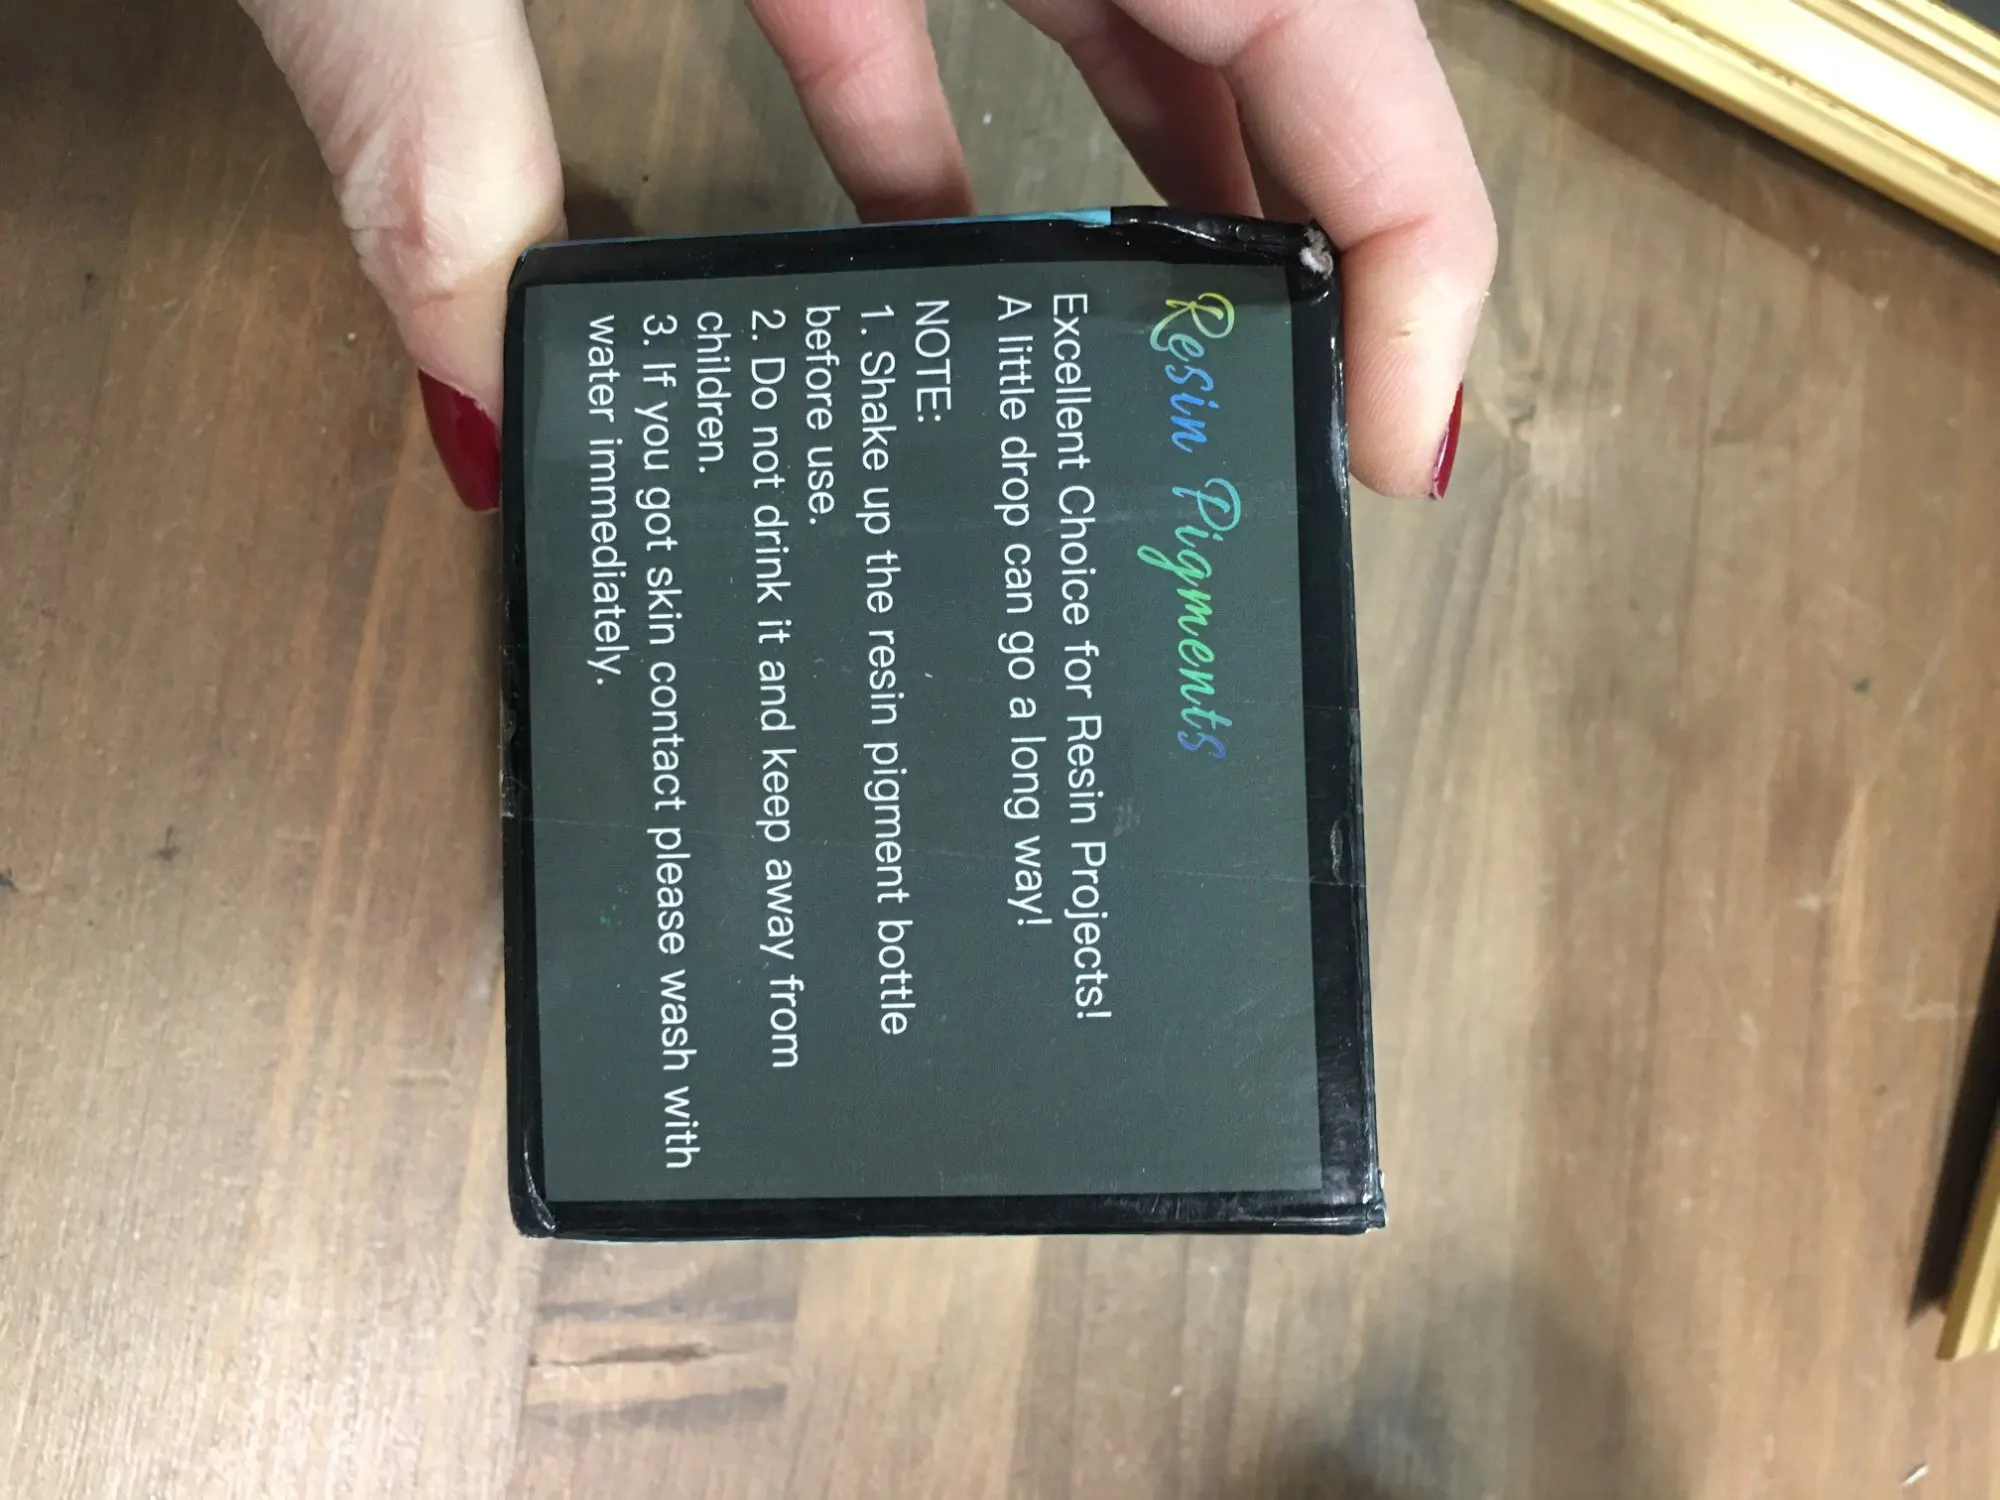 Resin Pigments
Excellent Choice for Resin Projects!
A little drop can go a long way!
NOTE:
1. Shake up the resin pigment bottle
before use.
2. Do not drink it and keep away from
children.
3. If you got skin contact please wash with
water immediately.